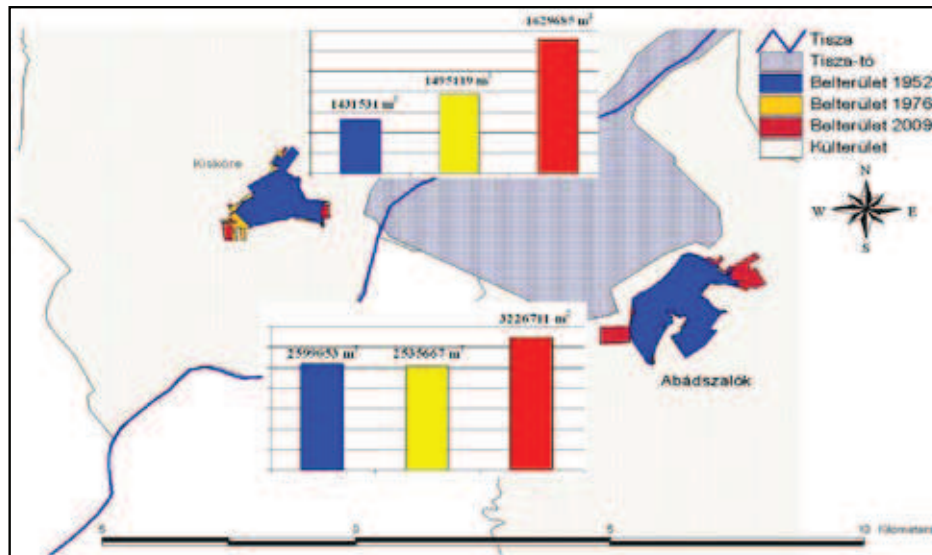 1629685 m²
1495119 m²
1431531 m²
Tisza
Tisza-tó
Belterület 1952
Belterület 1976
Belterület 2009
Külterület
Kisköre
N
W
E
S
3226711 m²
2599653 m²
2535667 m²
Abádszalók
5
0
5
10
Kilometers